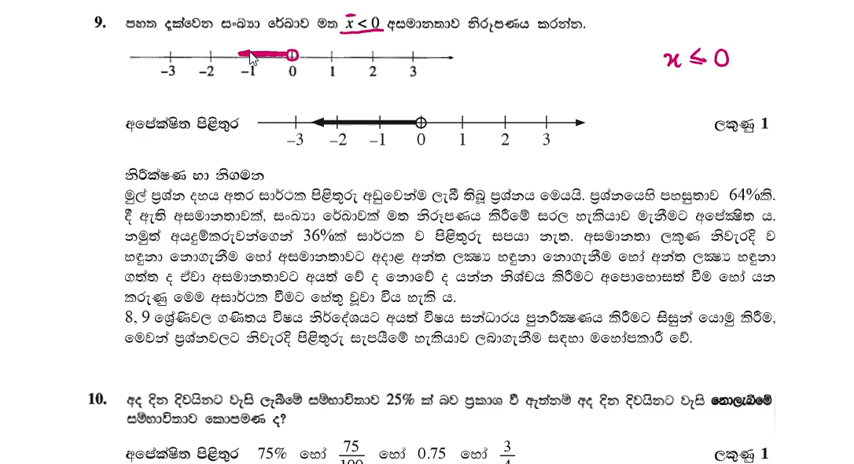 9. පහත දැක්වෙන සංඛ්‍යා රේඛාව මත x < 0 අසමානතාව නිරූපණය කරන්න.
–3 –2 –1 0 1 2 3
x ≤ 0
අපේක්ෂිත පිළිතුර –3 –2 –1 0 1 2 3 ලකුණු 1
නිරීක්ෂණ හා නිගමන
මුල් ප්‍රශ්න දහය අතර සාර්ථක පිළිතුරු අඩුවෙන්ම ලැබී තිබූ ප්‍රශ්නය මෙයයි. ප්‍රශ්නයෙහි පහසුතාව 64%කි.
දී ඇති අසමානතාවක්, සංඛ්‍යා රේඛාවක් මත නිරූපණය කිරීමේ සරල හැකියාව මැනීමට අපේක්ෂිත ය.
නමුත් අයදුම්කරුවන්ගෙන් 36%ක් සාර්ථක ව පිළිතුරු සපයා නැත. අසමානතා ලකුණ නිවැරදි ව
හඳුනා නොගැනීම හෝ අසමානතාවට අදාළ අන්ත ලක්ෂ්‍ය හඳුනා නොගැනීම හෝ අන්ත ලක්ෂ්‍ය හඳුනා
ගත්ත ද ඒවා අසමානතාවට අයත් වේ ද නොවේ ද යන්න නිශ්චය කිරීමට අපොහොසත් වීම හෝ යන
කරුණු මෙම අසාර්ථක වීමට හේතු වූවා විය හැකි ය.
8, 9 ශ්‍රේණිවල ගණිතය විෂය නිර්දේශයට අයත් විෂය සන්ධාරය පුනරීක්ෂණය කිරීමට සිසුන් යොමු කිරීම,
මෙවන් ප්‍රශ්නවලට නිවැරදි පිළිතුරු සැපයීමේ හැකියාව ලබාගැනීම සඳහා මහෝපකාරී වේ.
10. අද දින දිවයිනට වැසි ලැබීමේ සම්භාවිතාව 25% ක් බව ප්‍රකාශ වී ඇත්නම් අද දින දිවයිනට වැසි නොලැබීමේ
සම්භාවිතාව කොපමණ ද?
අපේක්ෂිත පිළිතුර 75% හෝ 75/100 හෝ 0.75 හෝ 3/4 ලකුණු 1